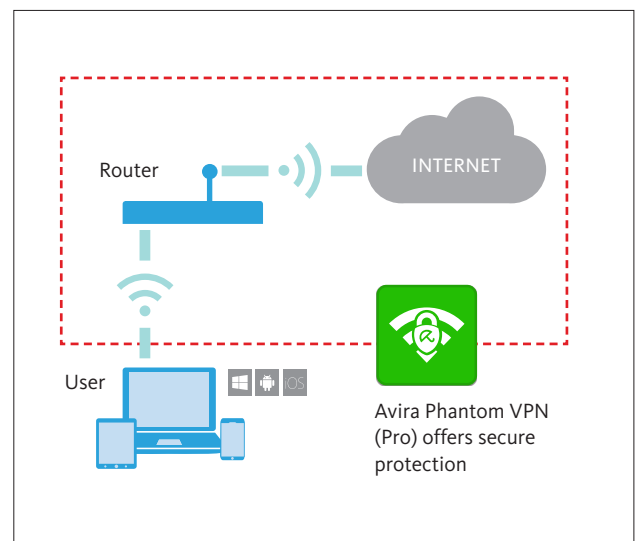 Router
INTERNET
User
iOS
Avira Phantom VPN
(Pro) offers secure
protection